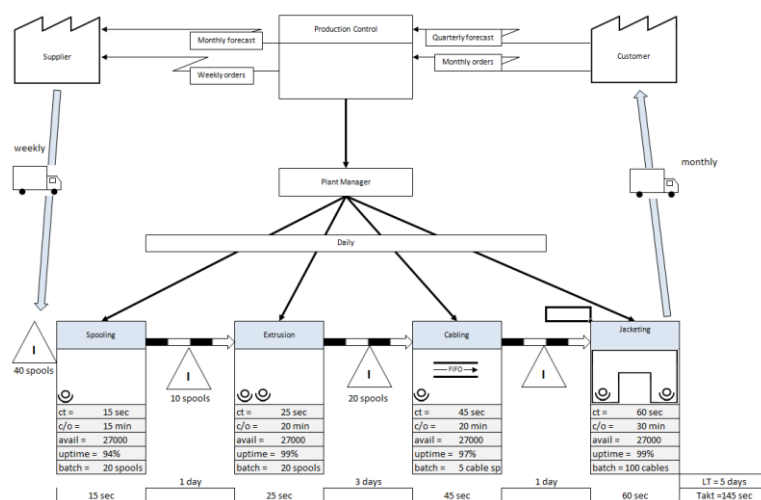 Production Control
Monthly forecast
Quarterly forecast
Supplier
Customer
Weekly orders
Monthly orders
weekly
monthly
Plant Manager
Daily
Spooling
Extrusion
Cabling
Jacketing
I
40 spools
I
10 spools
I
20 spools
FIFO
I
ct = 15 sec
c/o = 15 min
avail = 27000
uptime = 94%
batch = 20 spools
ct = 25 sec
c/o = 20 min
avail = 27000
uptime = 99%
batch = 20 spools
ct = 45 sec
c/o = 20 min
avail = 27000
uptime = 97%
batch = 5 cable sp
ct = 60 sec
c/o = 30 min
avail = 27000
uptime = 99%
batch = 100 cables
1 day
3 days
1 day
LT = 5 days
15 sec
25 sec
45 sec
60 sec
Takt =145 sec